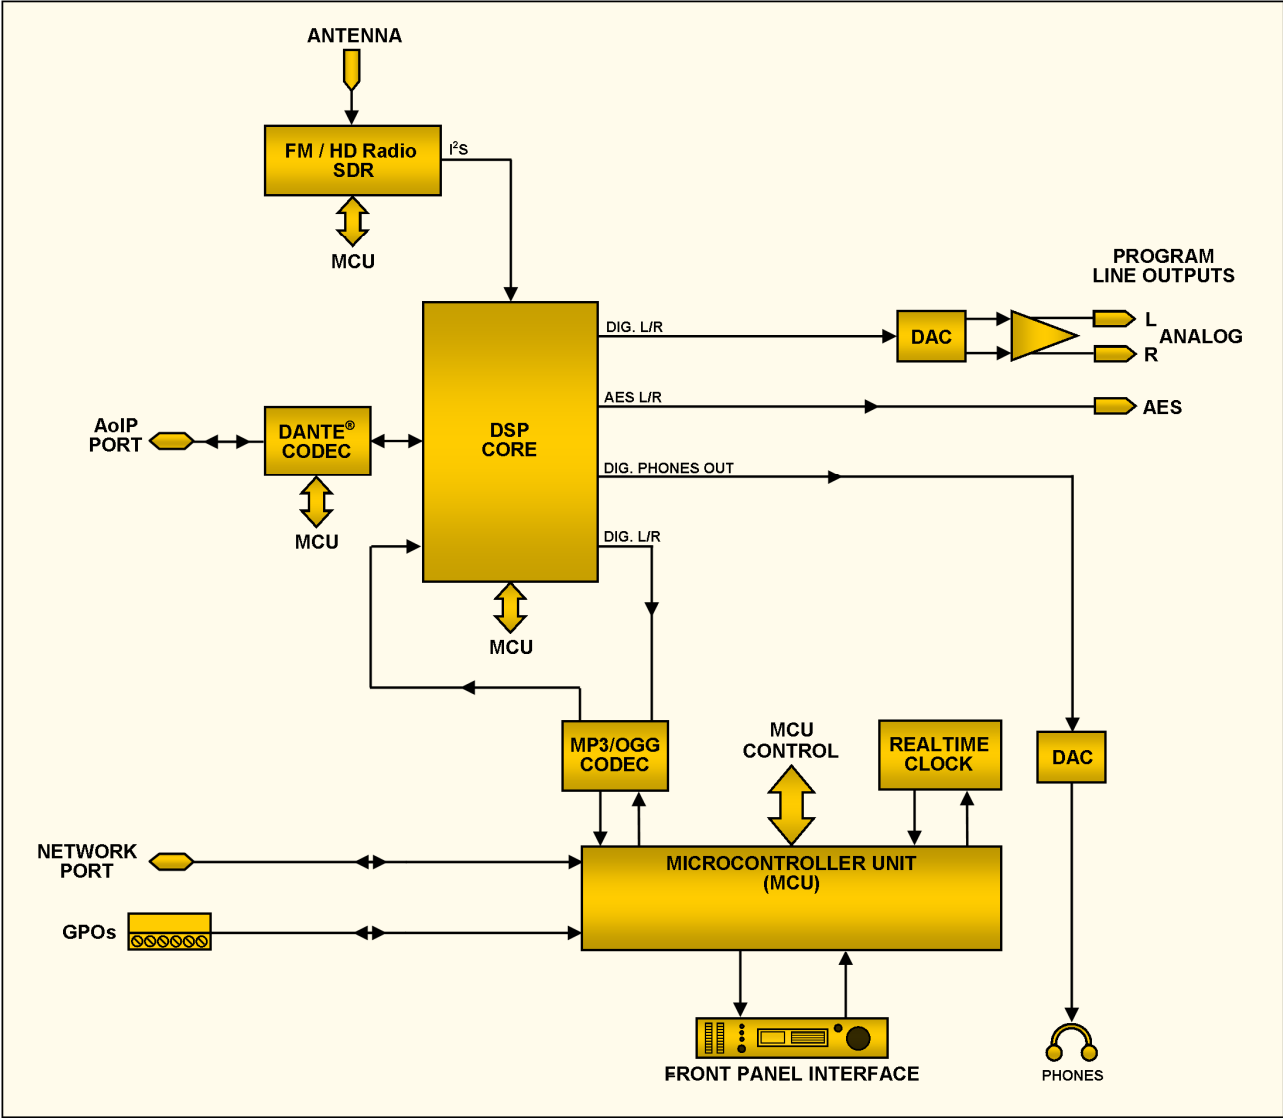 ANTENNA
FM / HD Radio
SDR
I²S
MCU
PROGRAM
LINE OUTPUTS
DIG. L/R
DAC
L
ANALOG
R
AES L/R
AES
AoIP
PORT
DANTE®
CODEC
DSP
CORE
DIG. PHONES OUT
MCU
DIG. L/R
MCU
MP3/OGG
CODEC
MCU
CONTROL
REALTIME
CLOCK
DAC
NETWORK
PORT
MICROCONTROLLER UNIT
(MCU)
GPOs
FRONT PANEL INTERFACE
PHONES